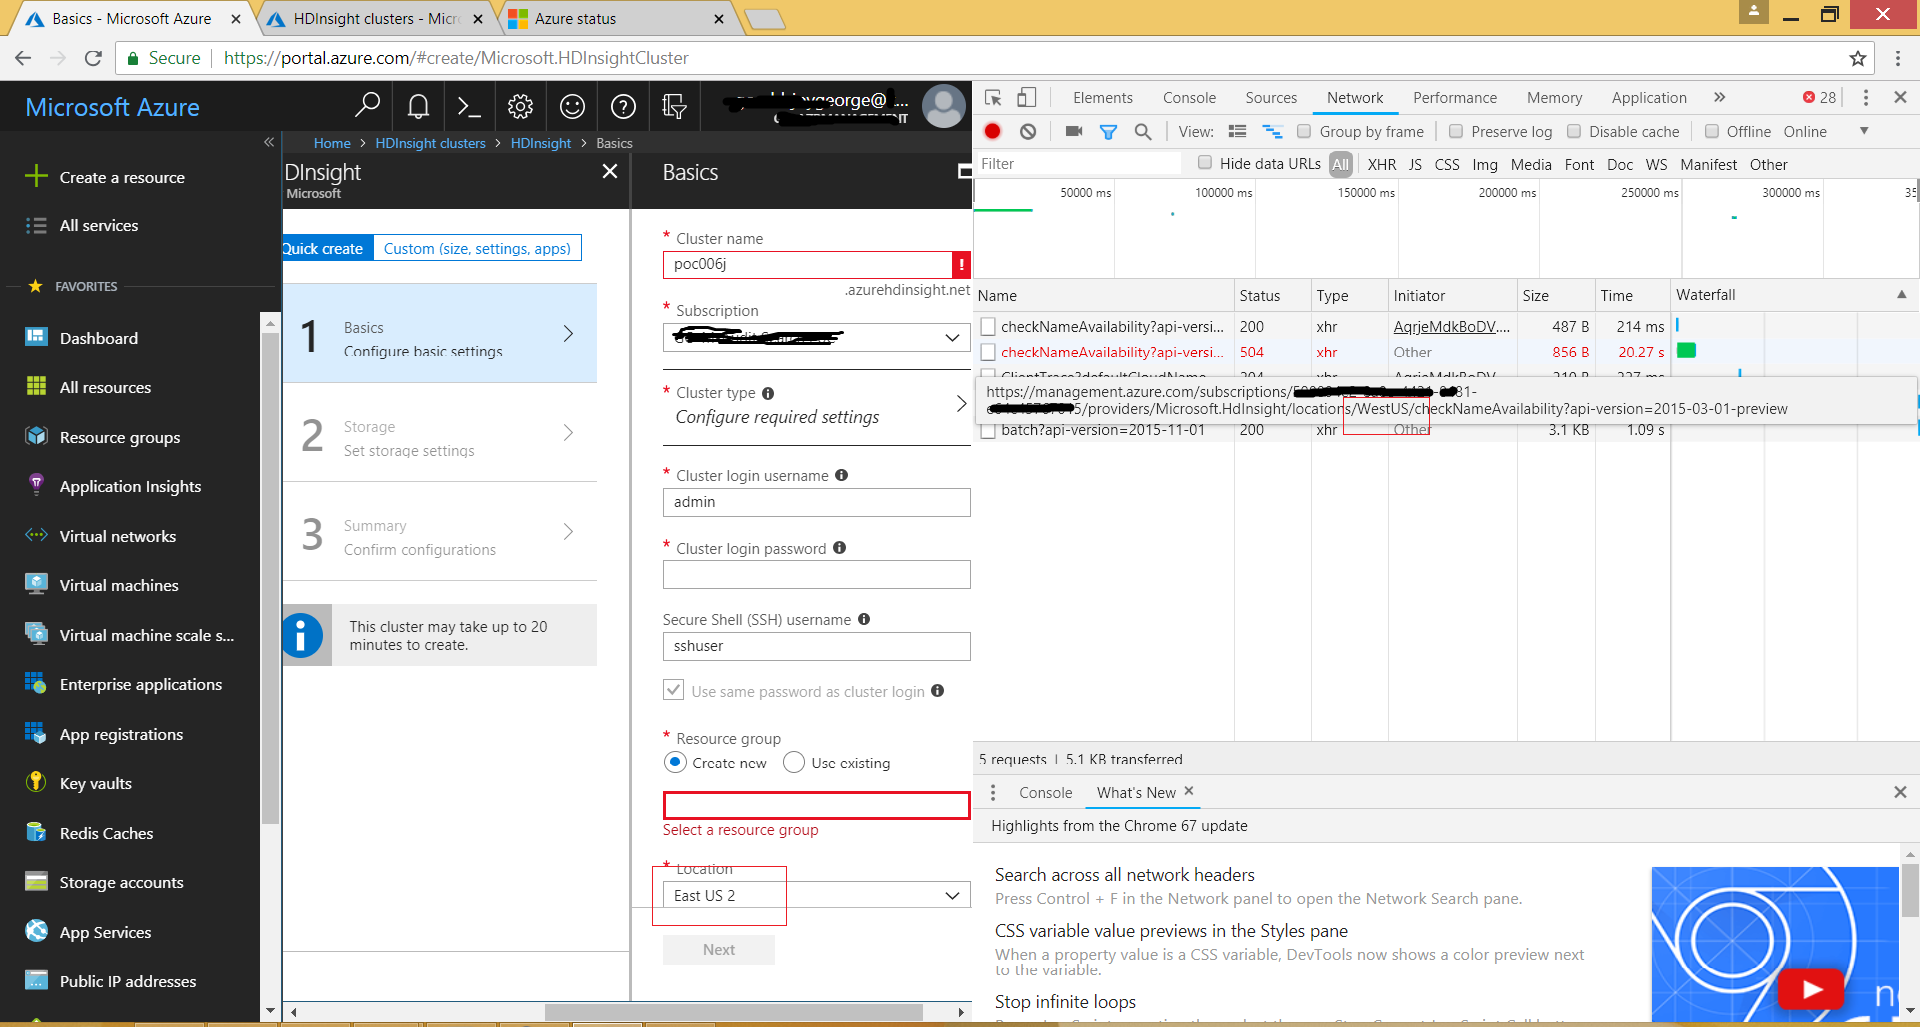 Basics - Microsoft Azure
HDInsight clusters - Micr
Azure status
Secure
https://portal.azure.com/#create/Microsoft.HDInsightCluster
Microsoft Azure
george@
...
Home > HDInsight clusters > HDInsight > Basics
Create a resource
All services
FAVORITES
Dashboard
All resources
Resource groups
Application Insights
Virtual networks
Virtual machines
Virtual machine scale s...
Enterprise applications
App registrations
Key vaults
Redis Caches
Storage accounts
App Services
Public IP addresses
DInsight
Microsoft
Quick create
Custom (size, settings, apps)
1
Basics
Configure basic settings
2
Storage
Set storage settings
3
Summary
Confirm configurations
This cluster may take up to 20
minutes to create.
Basics
* Cluster name
poc006j
.azurehdinsight.net
* Subscription
* Cluster type
Configure required settings
* Cluster login username
admin
* Cluster login password
Secure Shell (SSH) username
sshuser
Use same password as cluster login
* Resource group
Create new
Use existing
Select a resource group
* Location
East US 2
Next
Elements Console Sources Network Performance Memory Application » 28
View: Group by frame Preserve log Disable cache Offline Online
Filter
Hide data URLs All XHR JS CSS Img Media Font Doc WS Manifest Other
50000 ms 100000 ms 150000 ms 200000 ms 250000 ms 300000 ms 35
Name Status Type Initiator Size Time Waterfall
checkNameAvailability?api-versi... 200 xhr AqrjeMdkBoDV.... 487 B 214 ms
checkNameAvailability?api-versi... 504 xhr Other 856 B 20.27 s
ClientTrace?defaultCloudName 204 xhr AqrjeMdkBoDV 210 B 227 ms
https://management.azure.com/subscriptions/
/providers/Microsoft.HdInsight/locations/WestUS/checkNameAvailability?api-version=2015-03-01-preview
batch?api-version=2015-11-01 200 xhr Other 3.1 KB 1.09 s
5 requests | 5.1 KB transferred
Console What's New
Highlights from the Chrome 67 update
Search across all network headers
Press Control + F in the Network panel to open the Network Search pane.
CSS variable value previews in the Styles pane
When a property value is a CSS variable, DevTools now shows a color preview next
to the variable.
Stop infinite loops